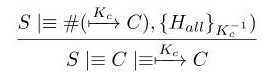 S |≡ #(⟼^{K_c} C), {H_{all}}_{K_c^{-1}}
S |≡ C |≡ ⟼^{K_c} C